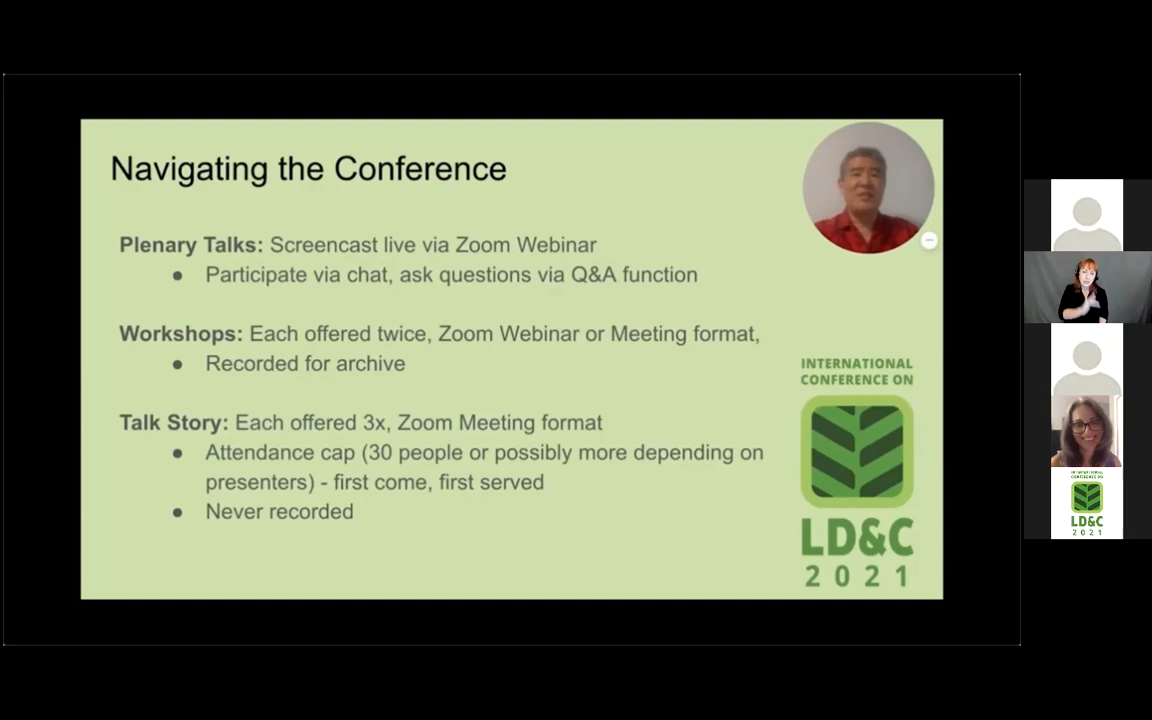 Navigating the Conference
Plenary Talks: Screencast live via Zoom Webinar
● Participate via chat, ask questions via Q&A function
Workshops: Each offered twice, Zoom Webinar or Meeting format,
● Recorded for archive
Talk Story: Each offered 3x, Zoom Meeting format
● Attendance cap (30 people or possibly more depending on
presenters) - first come, first served
● Never recorded
INTERNATIONAL
CONFERENCE ON
LD&C
2021
INTERNATIONAL
CONFERENCE ON
LD&C
2021